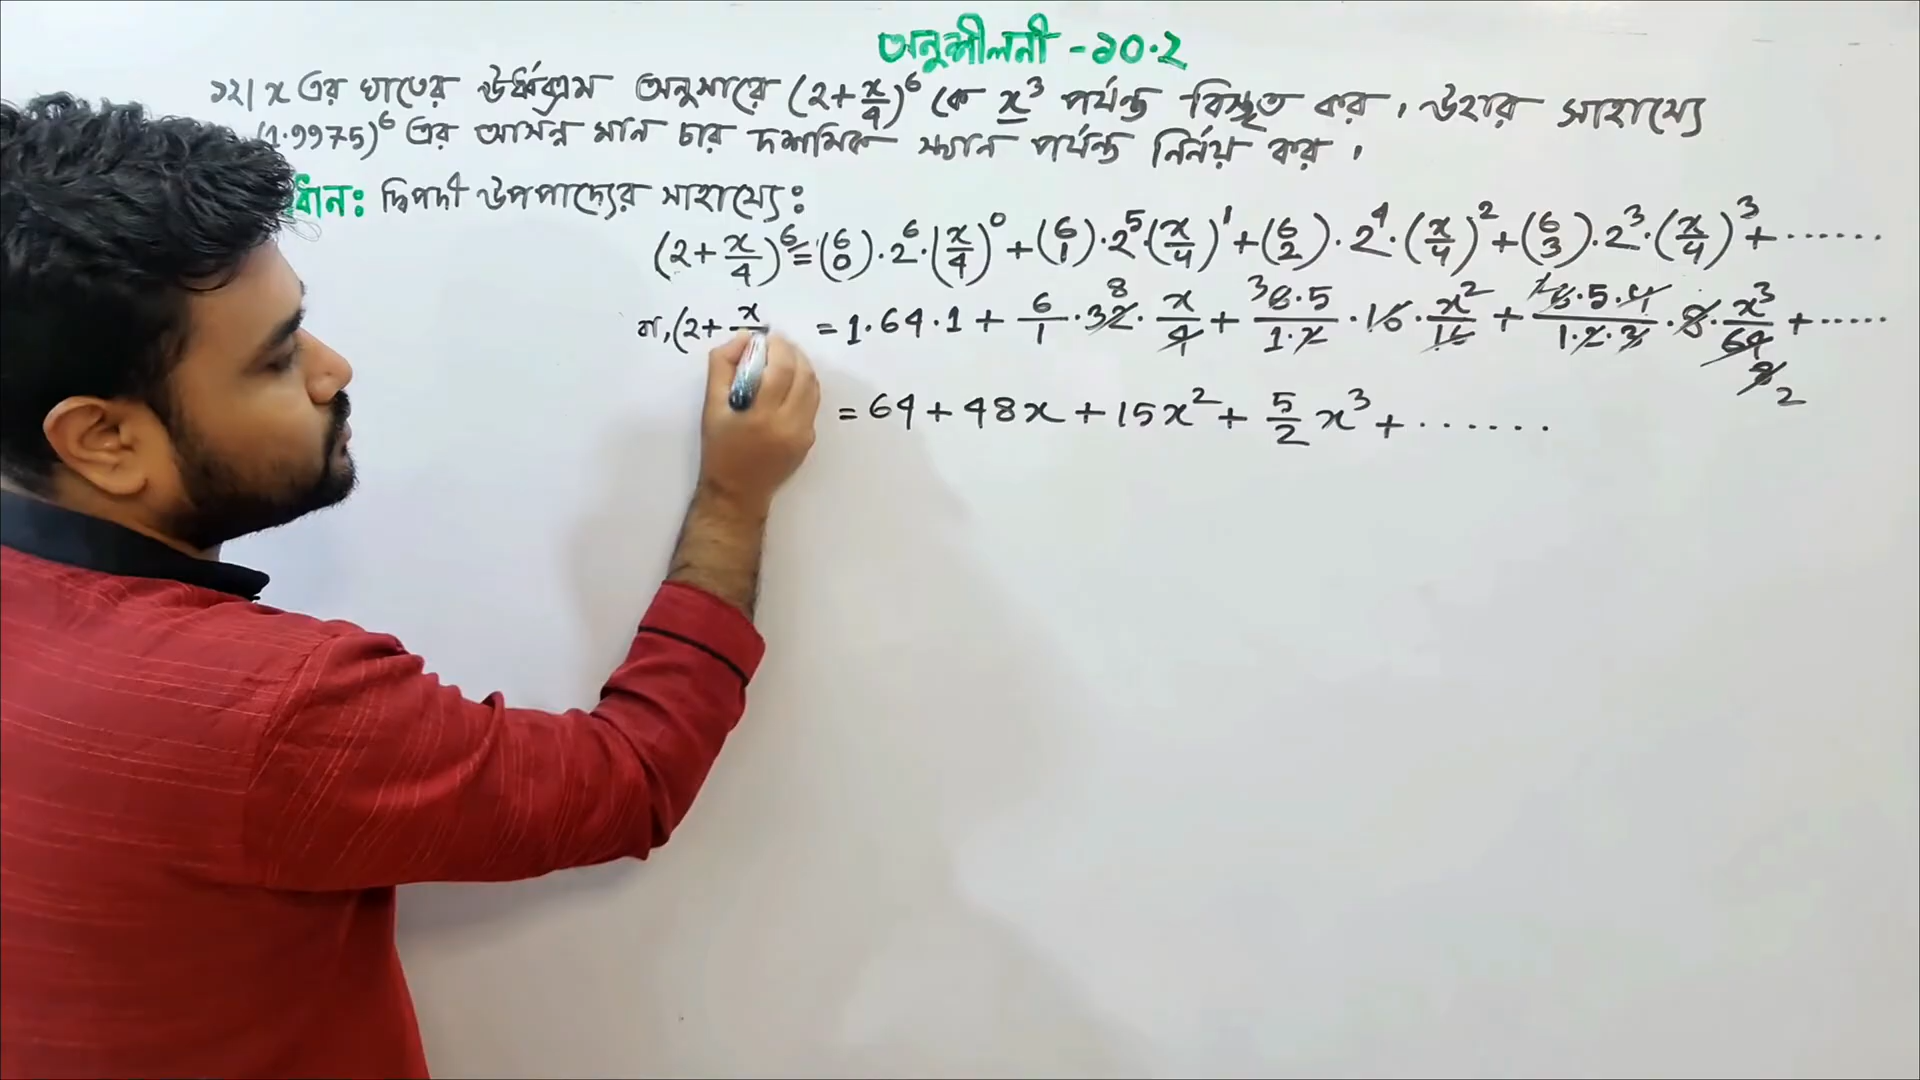 অনুশীলনী - ১০.২
১২। x এর ঘাতের ঊর্ধ্বক্রম অনুসারে (2+x/4)^6 কে x^3 পর্যন্ত বিস্তৃত কর। উহার সাহায্যে
(1.9975)^6 এর আসন্ন মান চার দশমিক স্থান পর্যন্ত নির্নয় কর।
ধান: দ্বিপদী উপপাদ্যের সাহায্যে:
(2+x/4)^6 = (6 0)·2^6·(x/4)^0 + (6 1)·2^5·(x/4)^1 + (6 2)·2^4·(x/4)^2 + (6 3)·2^3·(x/4)^3 + ······
বা, (2+x = 1·64·1 + 6/1·32·x/4 + 6·5/1·2·16·x^2/16 + 6·5·4/1·2·3·8·x^3/64 + ·····
= 64 + 48x + 15x^2 + 5/2 x^3 + ·······